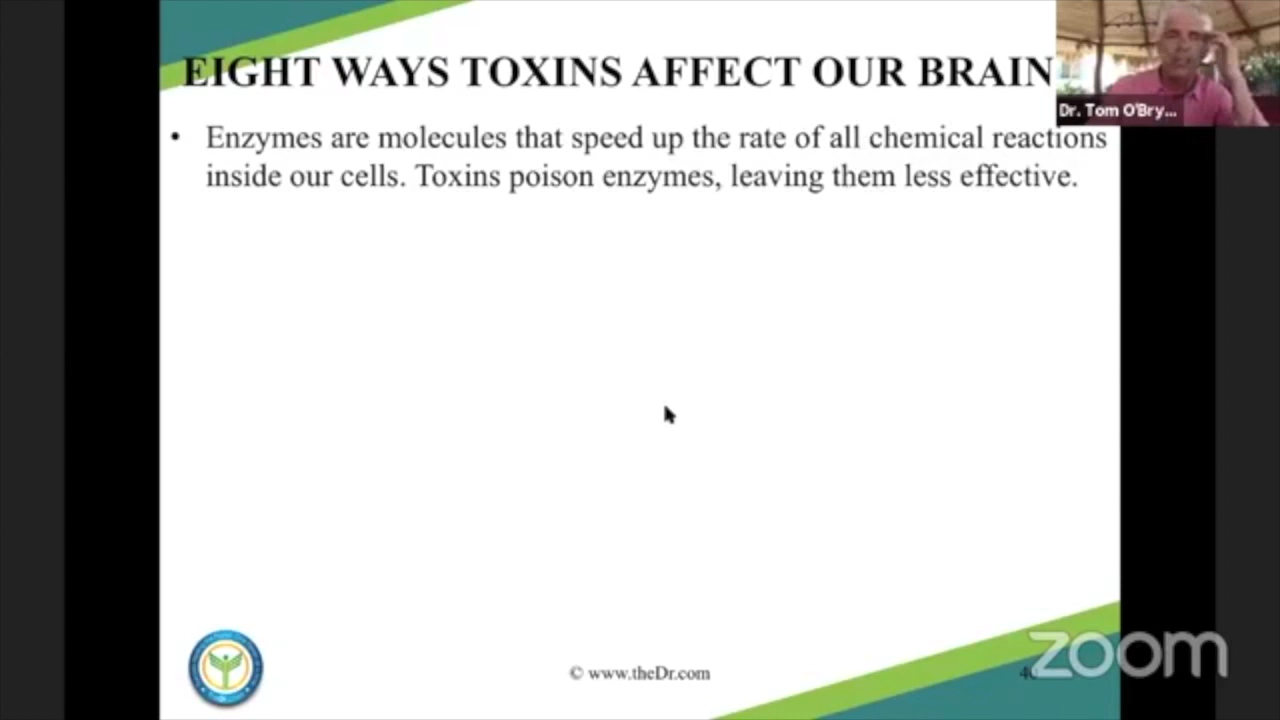 EIGHT WAYS TOXINS AFFECT OUR BRAIN
Dr. Tom O'Bry...
• Enzymes are molecules that speed up the rate of all chemical reactions
inside our cells. Toxins poison enzymes, leaving them less effective.
© www.theDr.com
zoom